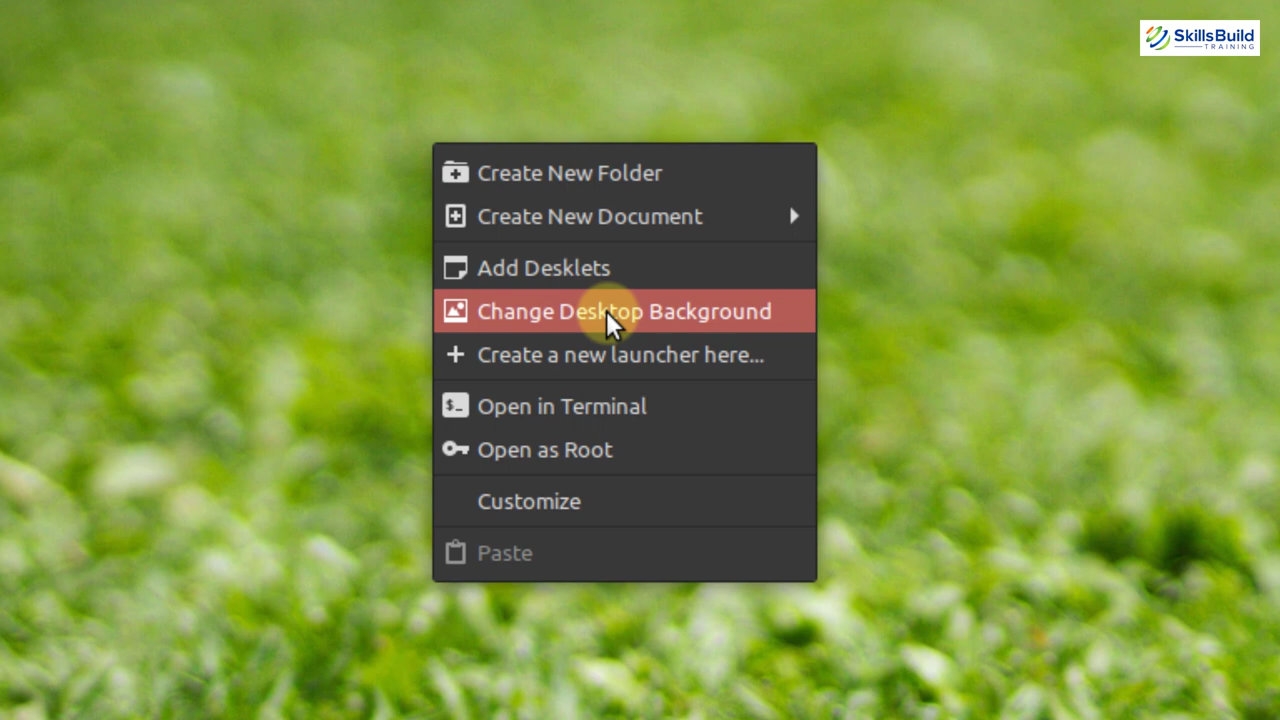 SkillsBuild
TRAINING
Create New Folder
Create New Document
Add Desklets
Change Desktop Background
Create a new launcher here...
$_
Open in Terminal
Open as Root
Customize
Paste